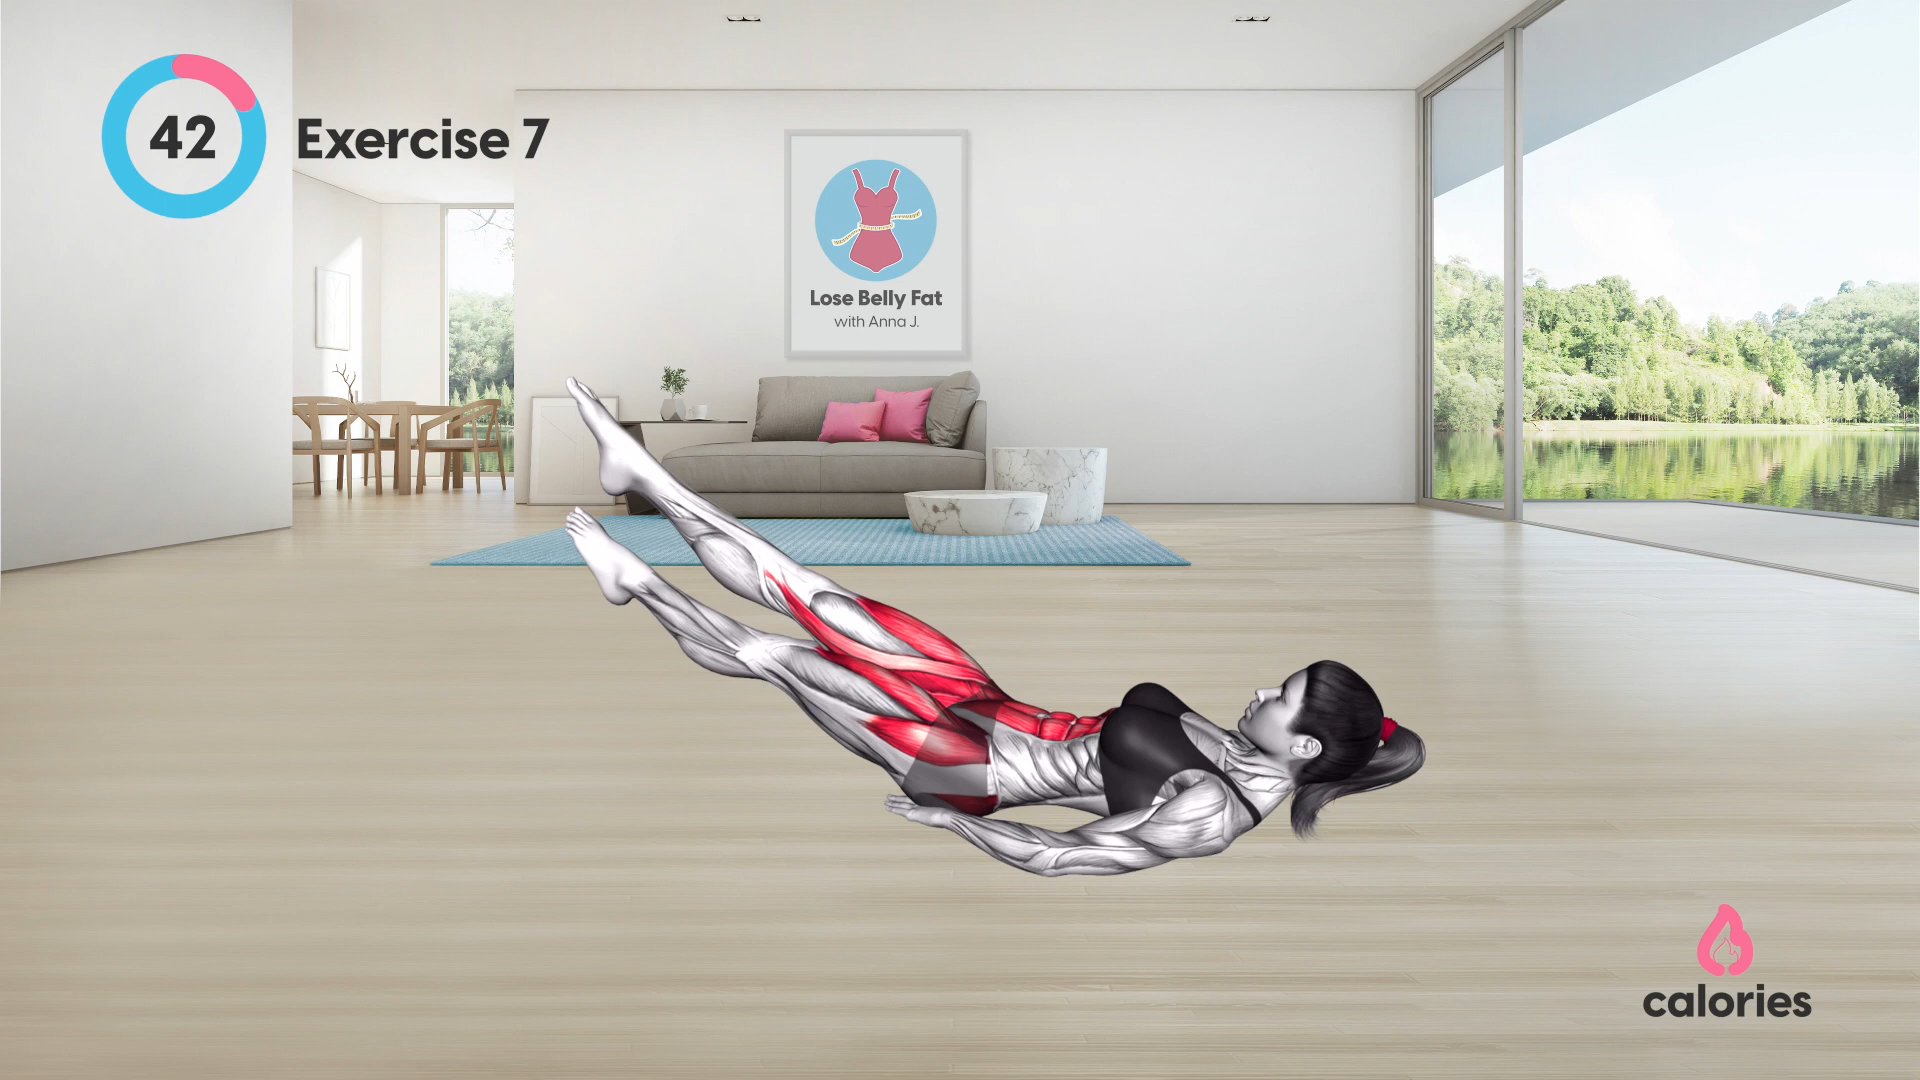 42
Exercise 7
Lose Belly Fat
with Anna J.
calories